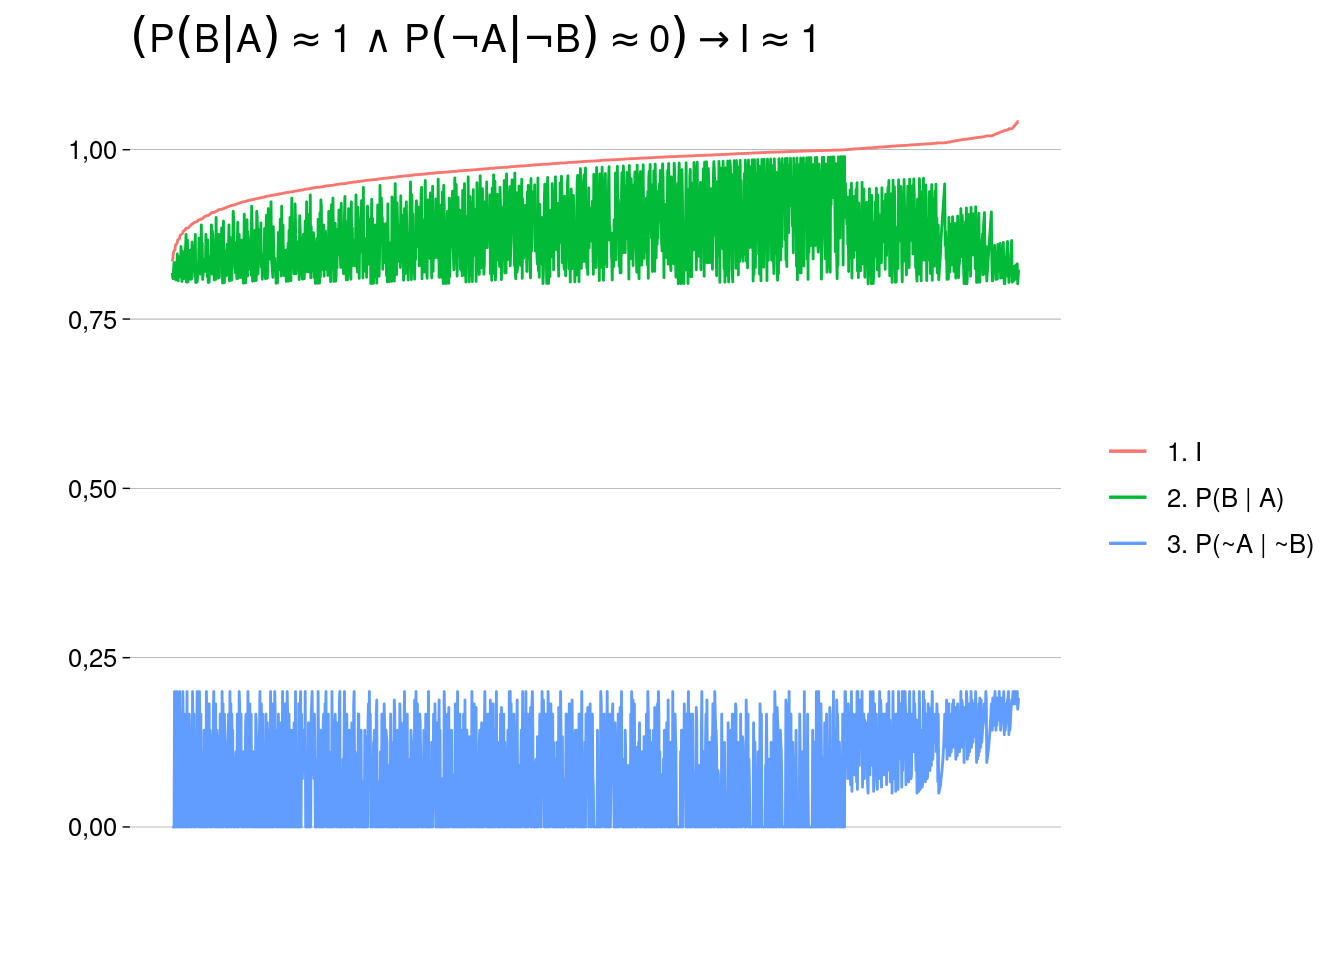 (P(B|A) ≈ 1 ∧ P(¬A|¬B) ≈ 0) → I ≈ 1
1,00
0,75
0,50
0,25
0,00
1. I
2. P(B | A)
3. P(~A | ~B)